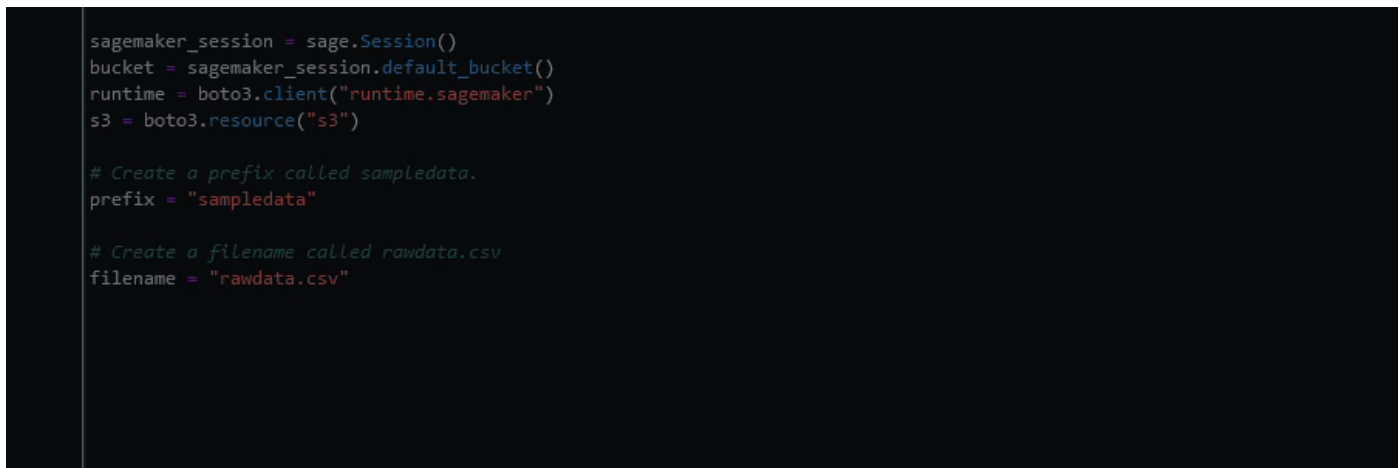 sagemaker_session = sage.Session()
bucket = sagemaker_session.default_bucket()
runtime = boto3.client("runtime.sagemaker")
s3 = boto3.resource("s3")
# Create a prefix called sampledata.
prefix = "sampledata"
# Create a filename called rawdata.csv
filename = "rawdata.csv"